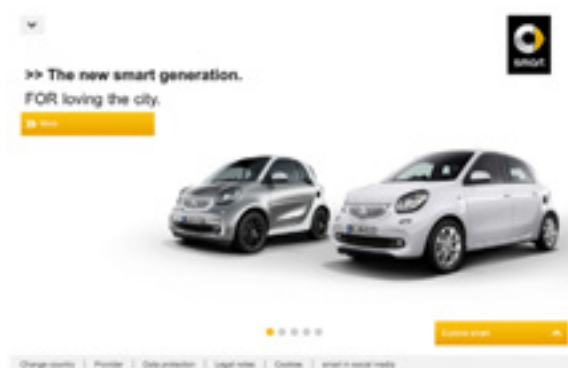 smart
>> The new smart generation.
FOR loving the city.
More
Explore smart
Change country | Provider | Data protection | Legal notes | Cookies | smart in social media